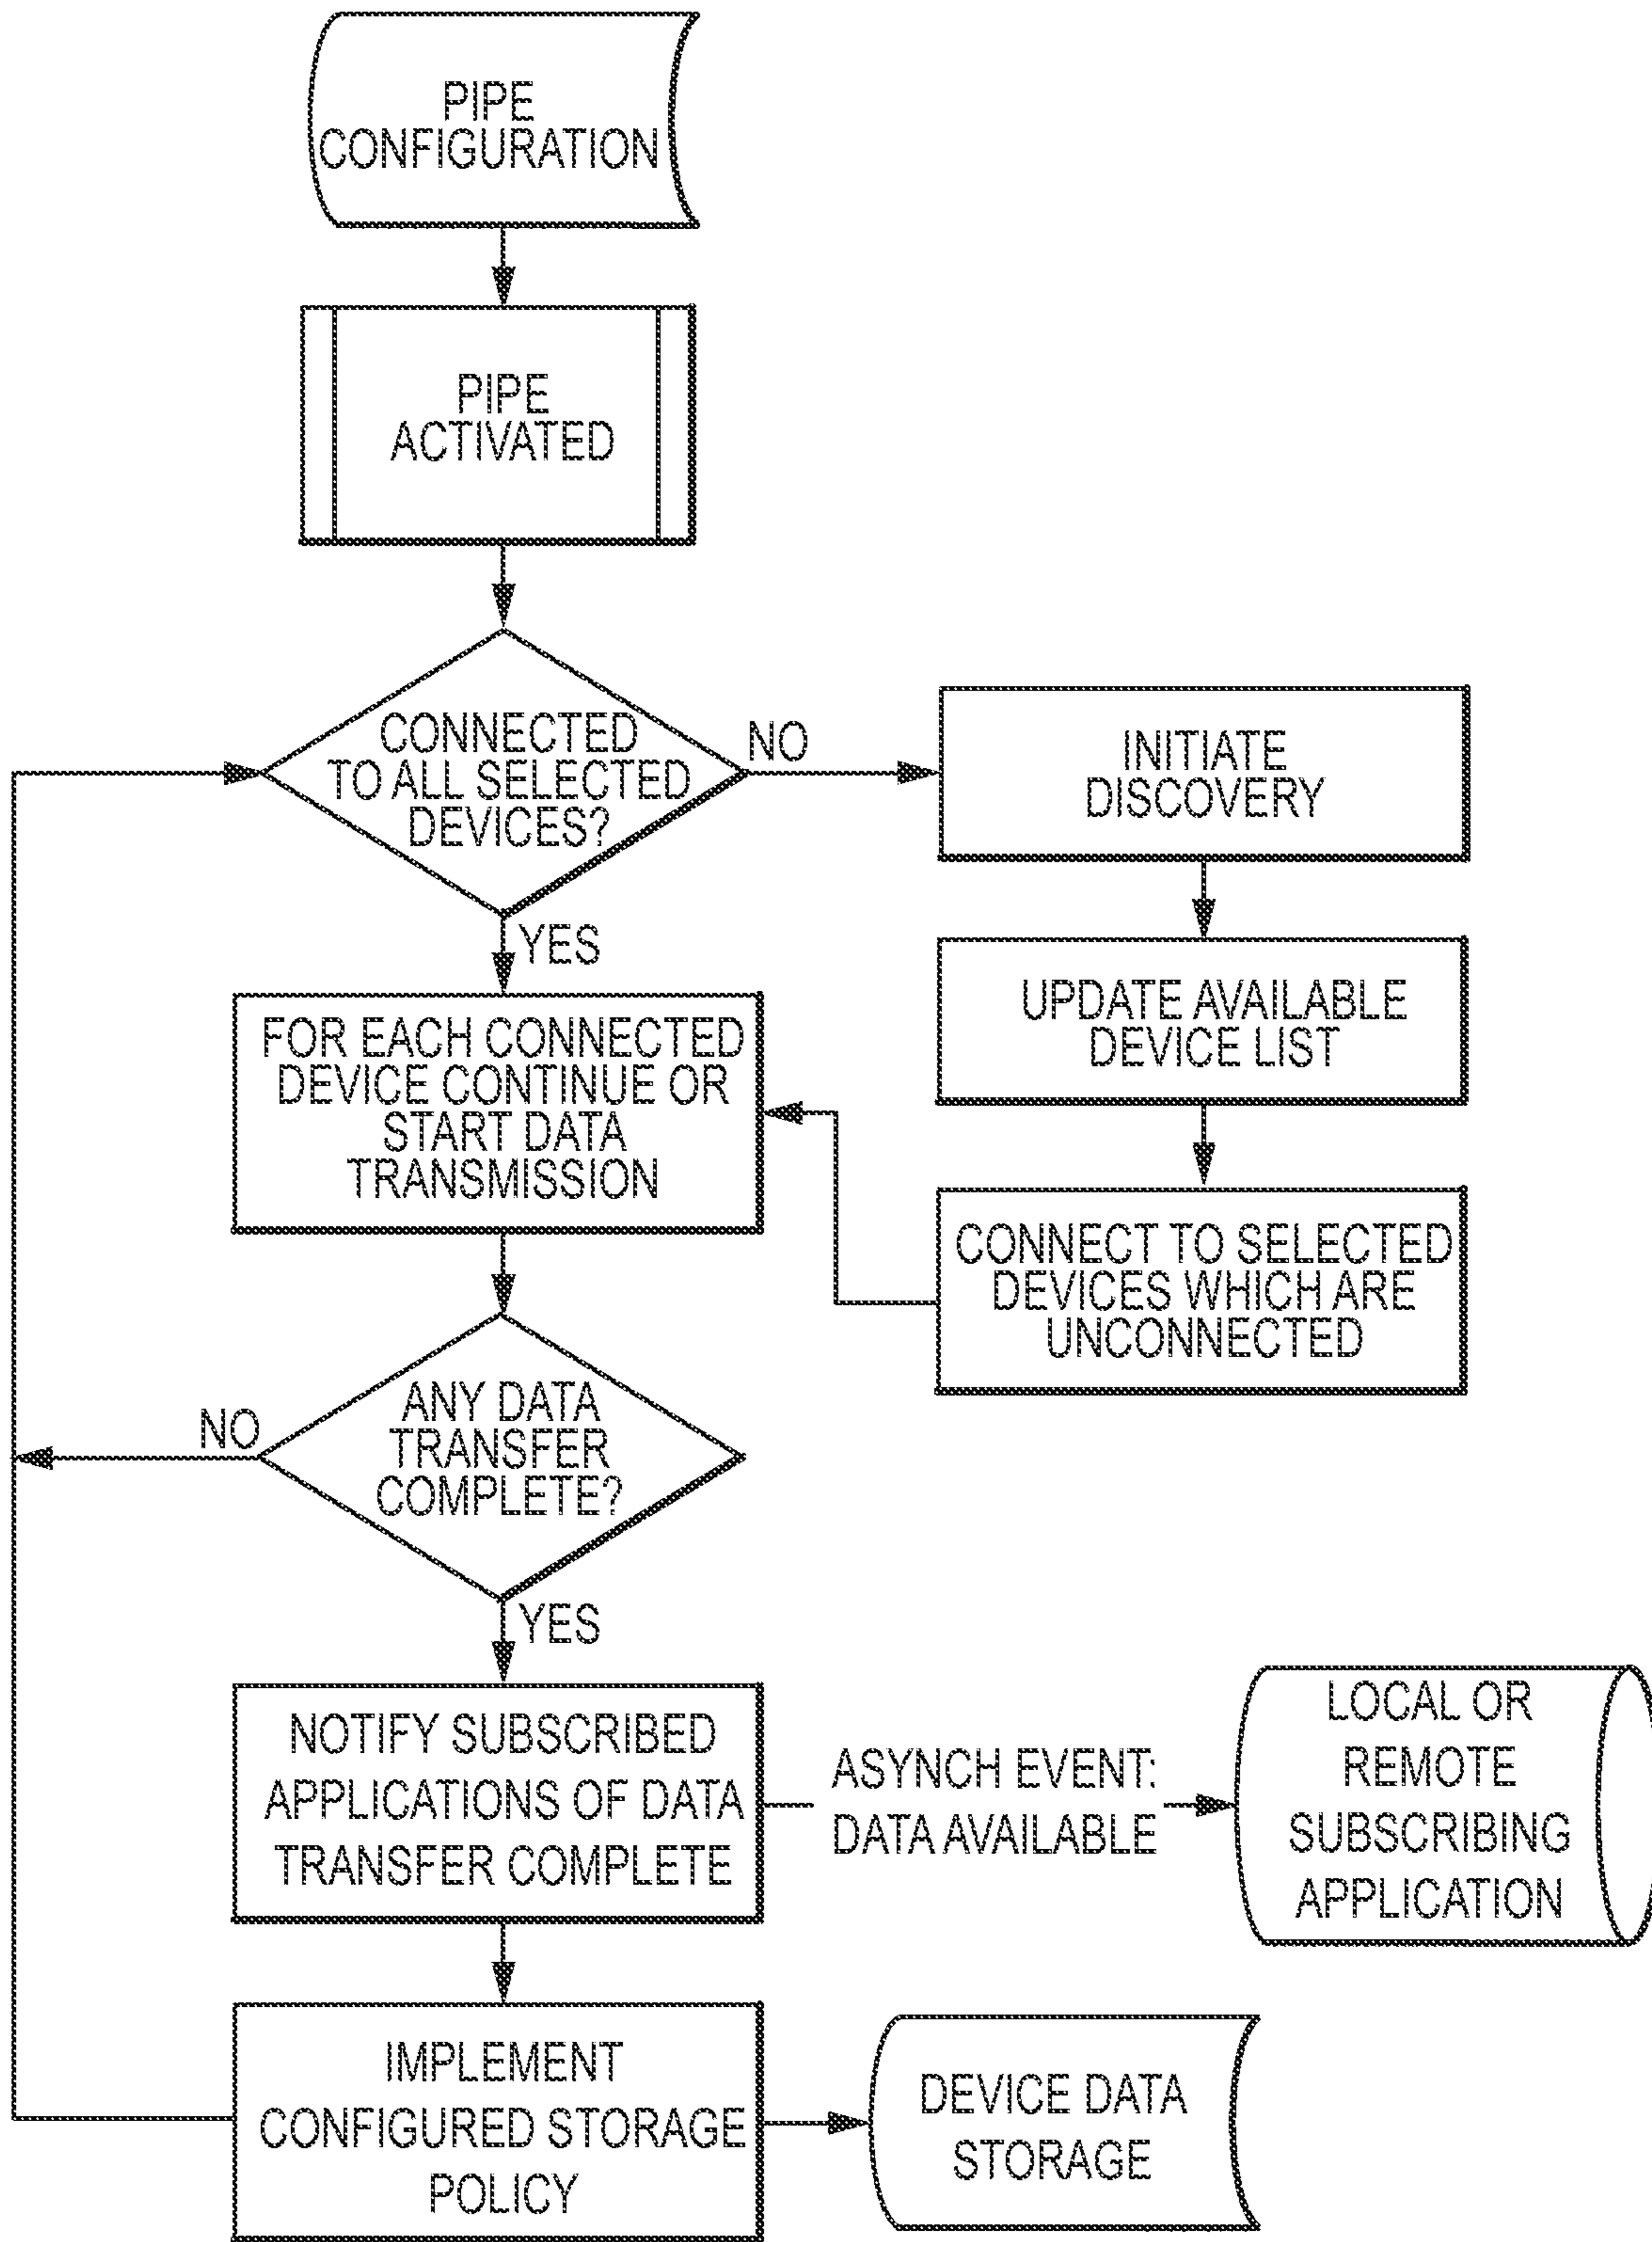 PIPE
CONFIGURATION
PIPE
ACTIVATED
CONNECTED
TO ALL SELECTED
DEVICES?
NO
INITIATE
DISCOVERY
YES
UPDATE AVAILABLE
DEVICE LIST
FOR EACH CONNECTED
DEVICE CONTINUE OR
START DATA
TRANSMISSION
CONNECT TO SELECTED
DEVICES WHICH ARE
UNCONNECTED
ANY DATA
TRANSFER
COMPLETE?
NO
YES
NOTIFY SUBSCRIBED
APPLICATIONS OF DATA
TRANSFER COMPLETE
ASYNCH EVENT:
DATA AVAILABLE
LOCAL OR
REMOTE
SUBSCRIBING
APPLICATION
IMPLEMENT
CONFIGURED STORAGE
POLICY
DEVICE DATA
STORAGE